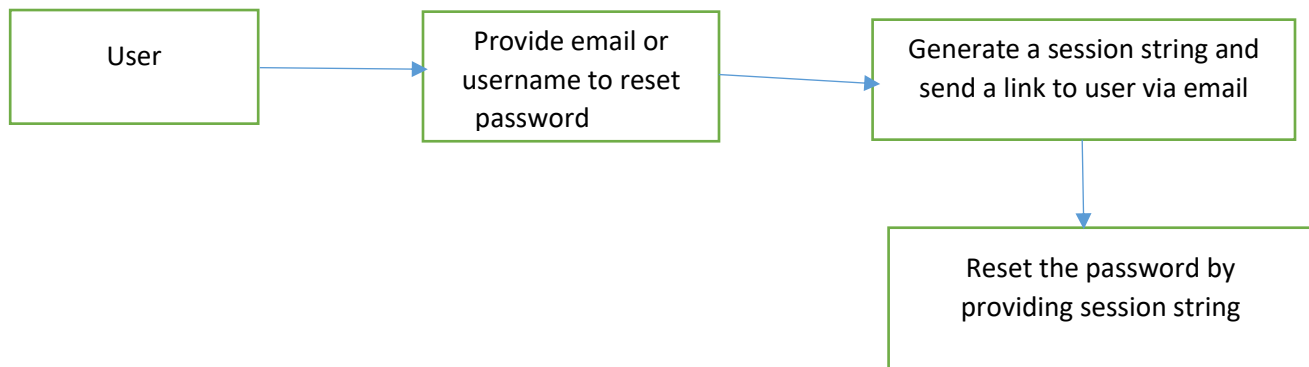 User
Provide email or
username to reset
password
Generate a session string and
send a link to user via email
Reset the password by
providing session string